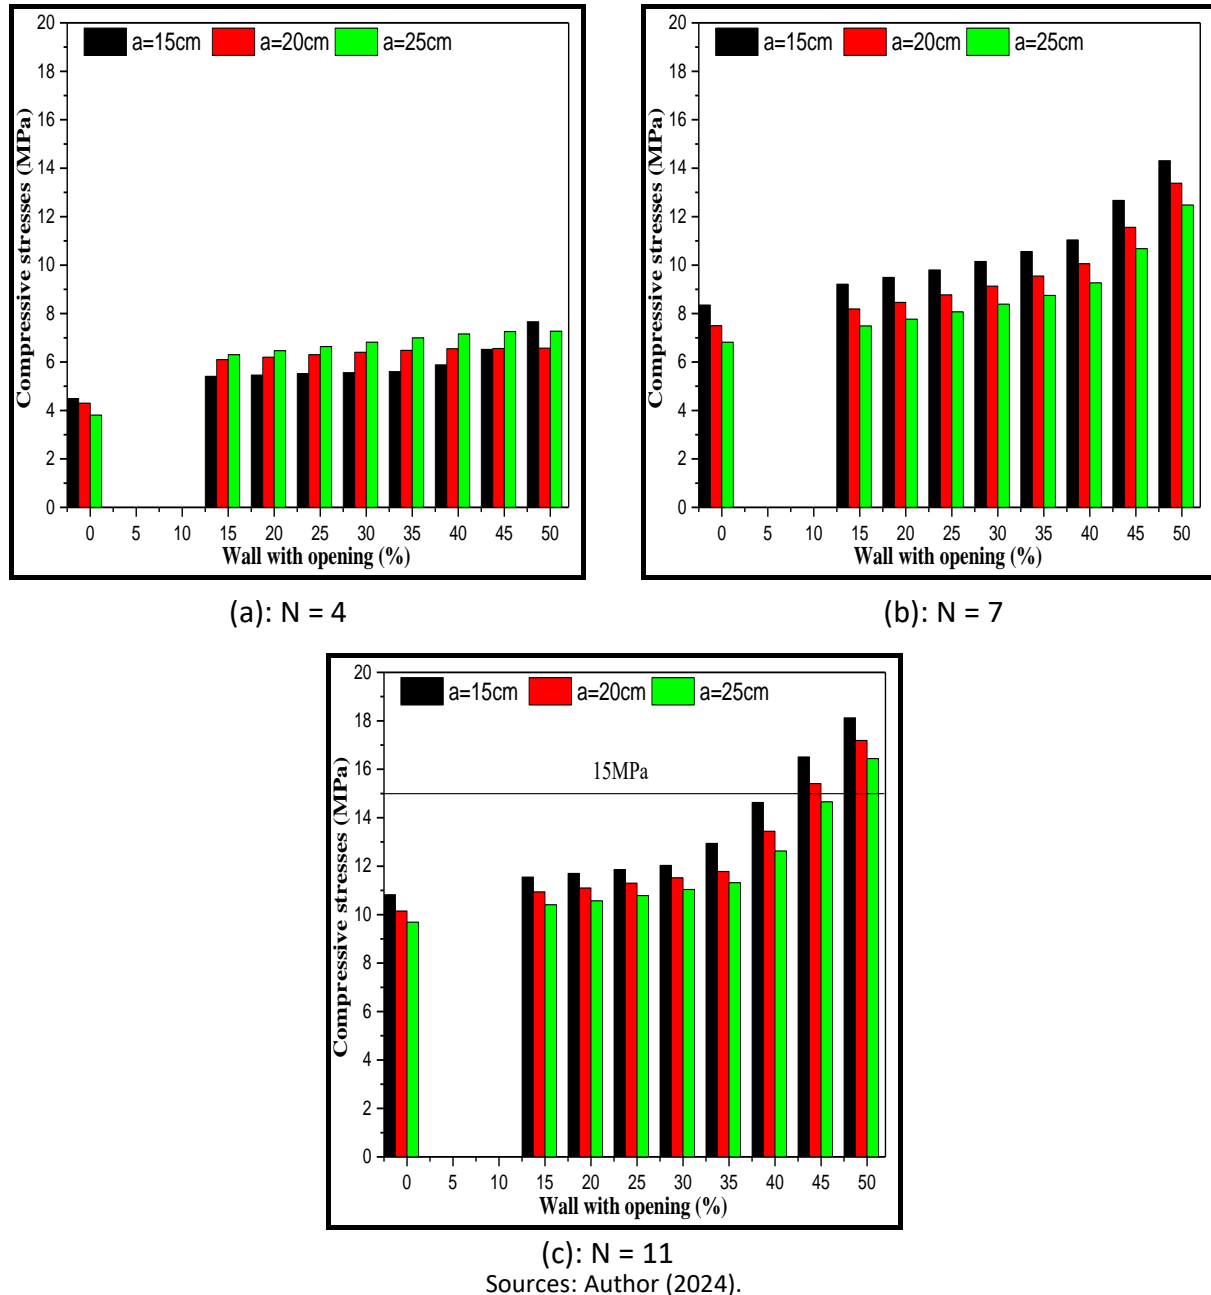 20
18
16
14
12
10
8
6
4
2
0
Compressive stresses (MPa)
a=15cm a=20cm a=25cm
0 5 10 15 20 25 30 35 40 45 50
Wall with opening (%)
(a): N = 4
20
18
16
14
12
10
8
6
4
2
0
Compressive stresses (MPa)
a=15cm a=20cm a=25cm
0 5 10 15 20 25 30 35 40 45 50
Wall with opening (%)
(b): N = 7
20
18
16
14
12
10
8
6
4
2
0
Compressive stresses (MPa)
a=15cm a=20cm a=25cm
15MPa
0 5 10 15 20 25 30 35 40 45 50
Wall with opening (%)
(c): N = 11
Sources: Author (2024).